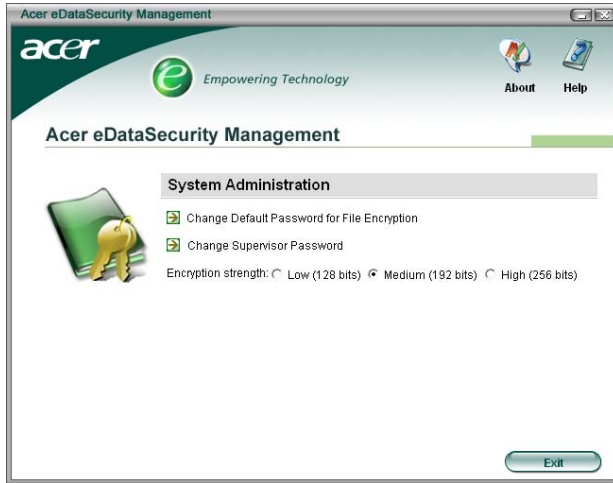 Acer eDataSecurity Management
acer
e Empowering Technology
About Help
Acer eDataSecurity Management
System Administration
Change Default Password for File Encryption
Change Supervisor Password
Encryption strength: Low (128 bits) Medium (192 bits) High (256 bits)
Exit